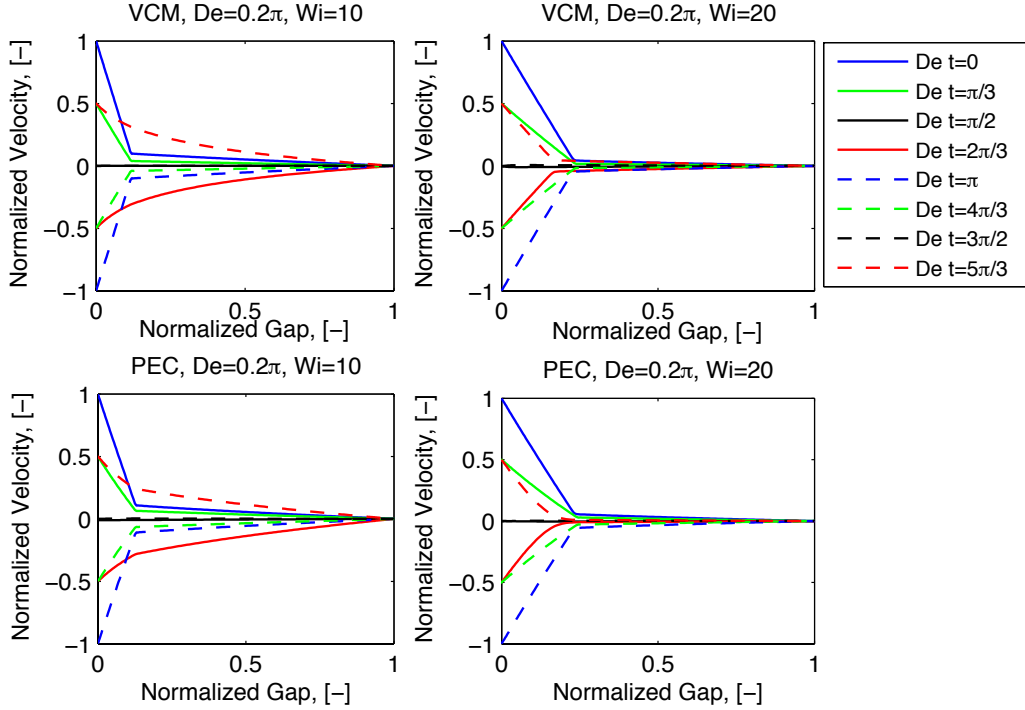 VCM, De=0.2π, Wi=10
1
0.5
0
−0.5
−1
0
0.5
1
Normalized Velocity, [−]
Normalized Gap, [−]
VCM, De=0.2π, Wi=20
1
0.5
0
−0.5
−1
0
0.5
1
Normalized Velocity, [−]
Normalized Gap, [−]
De t=0
De t=π/3
De t=π/2
De t=2π/3
De t=π
De t=4π/3
De t=3π/2
De t=5π/3
PEC, De=0.2π, Wi=10
1
0.5
0
−0.5
−1
0
0.5
1
Normalized Velocity, [−]
Normalized Gap, [−]
PEC, De=0.2π, Wi=20
1
0.5
0
−0.5
−1
0
0.5
1
Normalized Velocity, [−]
Normalized Gap, [−]